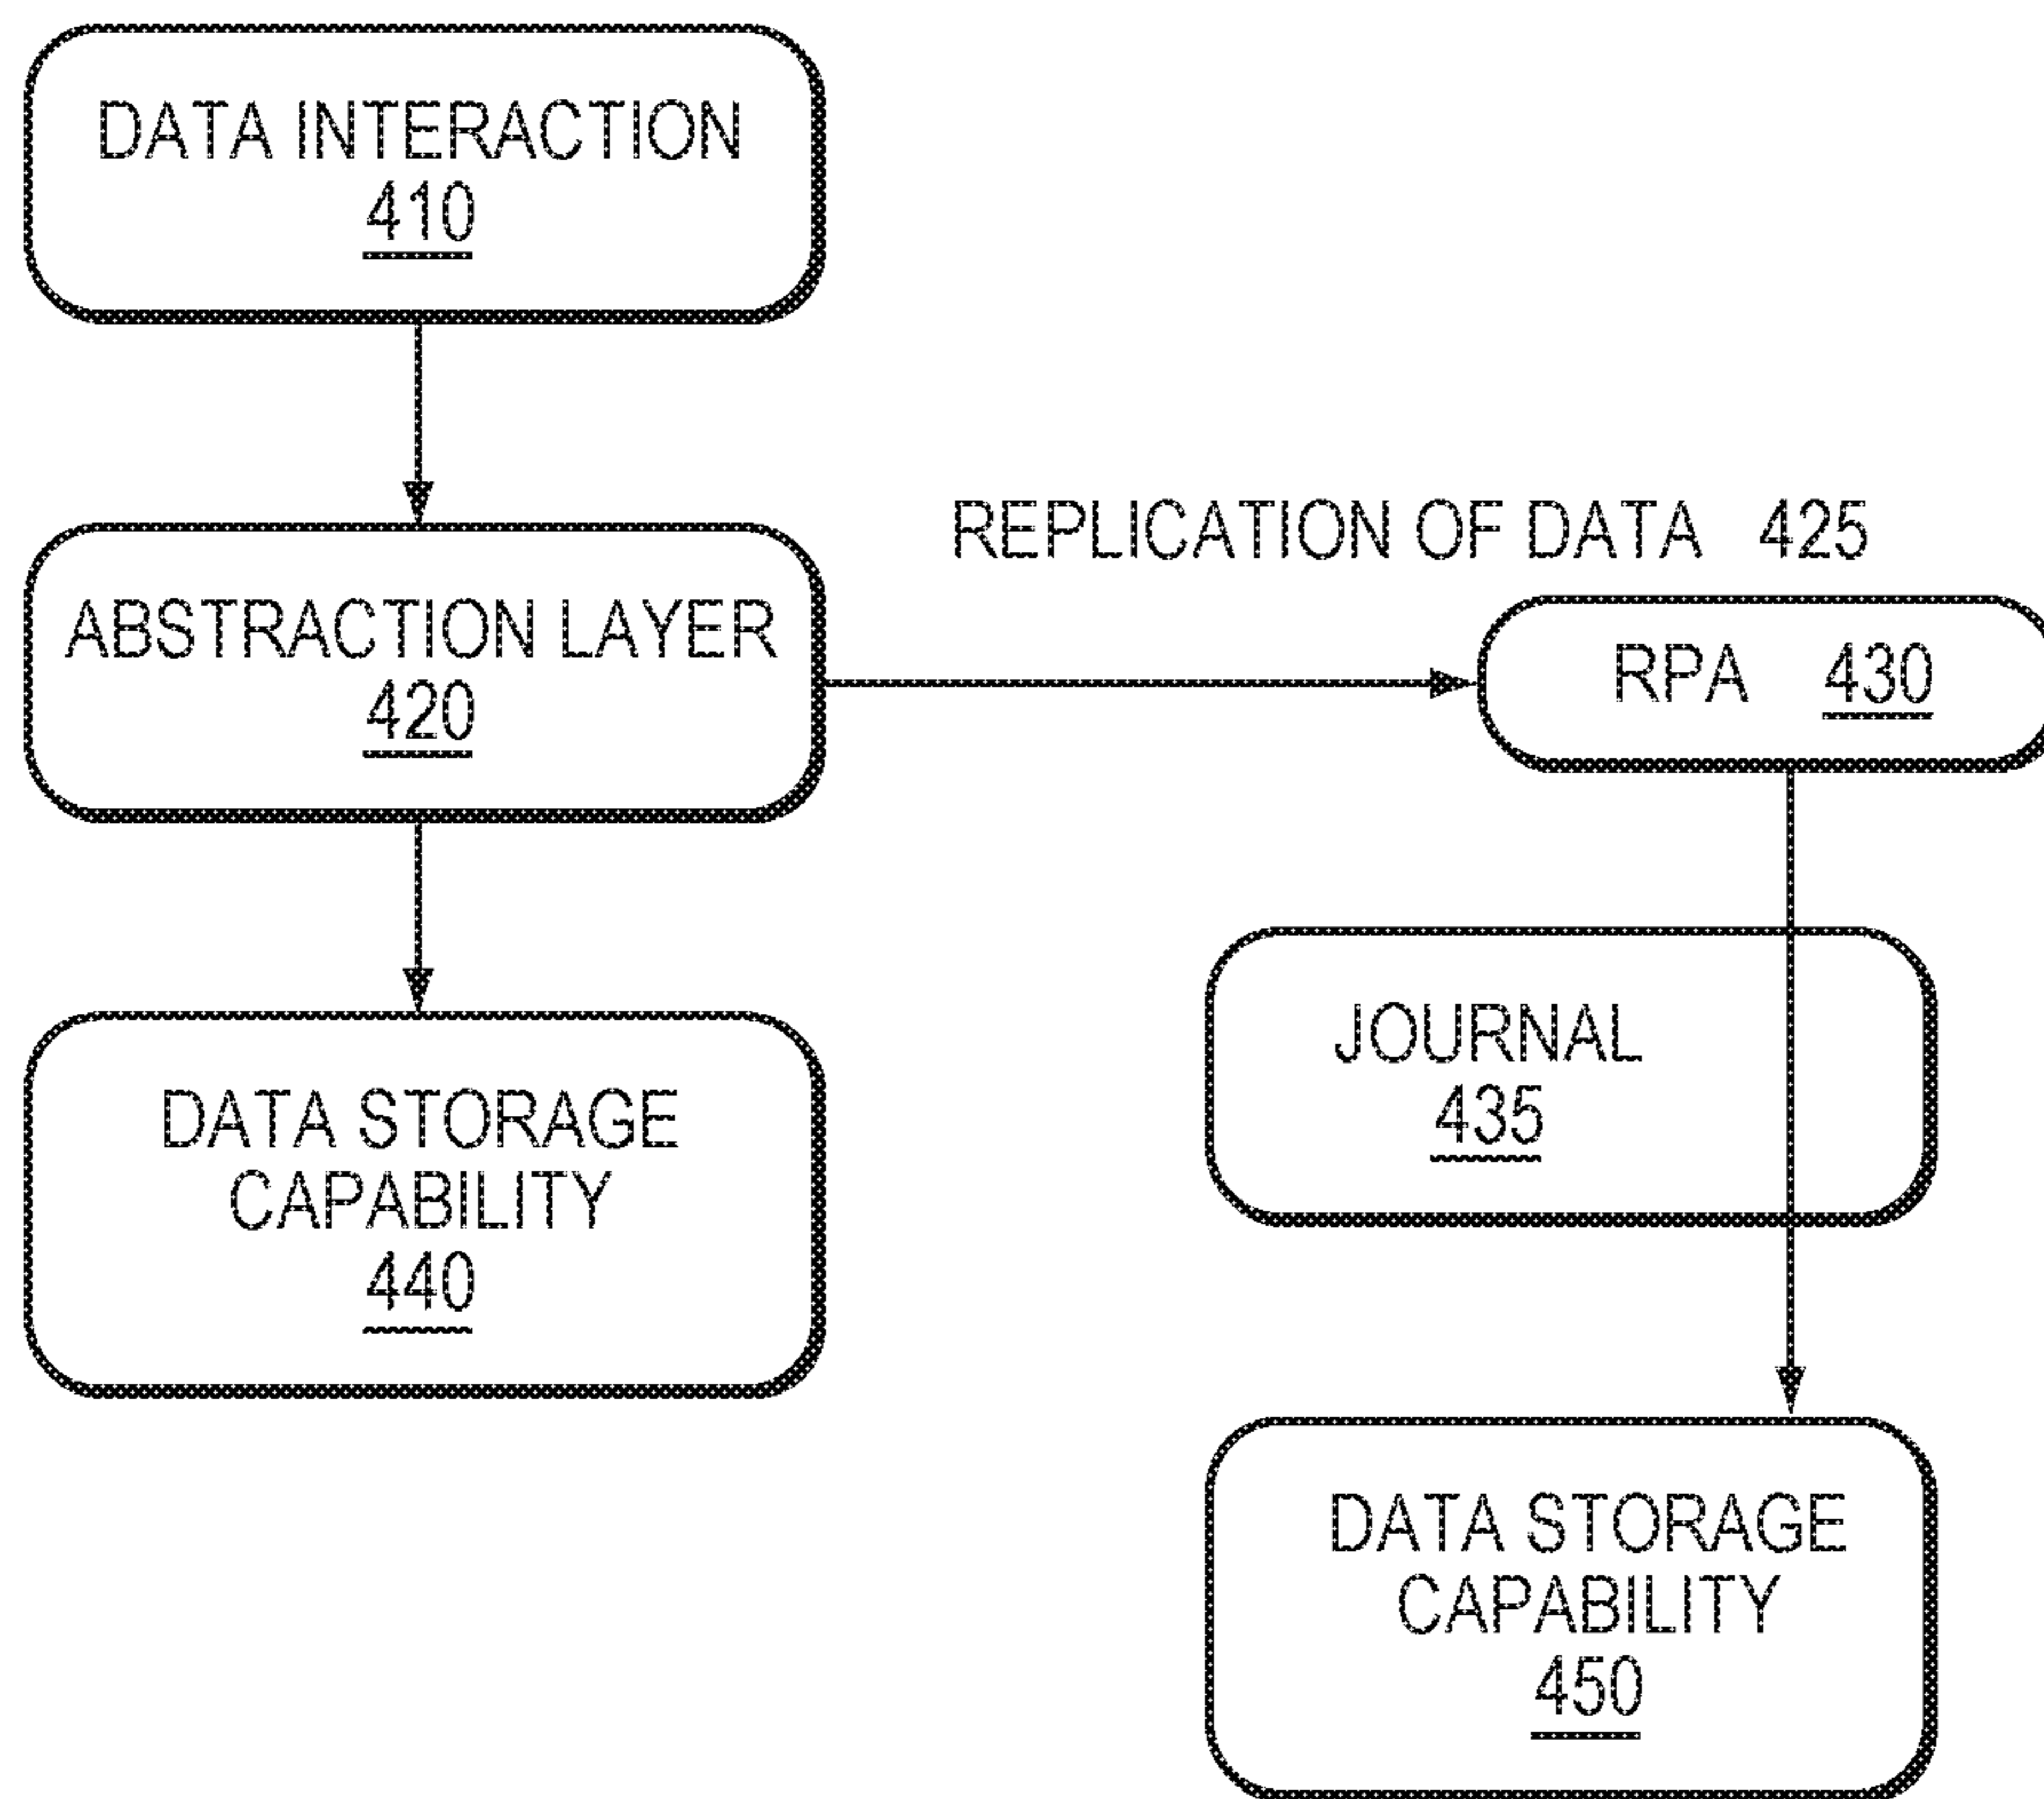 DATA INTERACTION
410
REPLICATION OF DATA 425
ABSTRACTION LAYER
420
RPA 430
JOURNAL
435
DATA STORAGE
CAPABILITY
440
DATA STORAGE
CAPABILITY
450